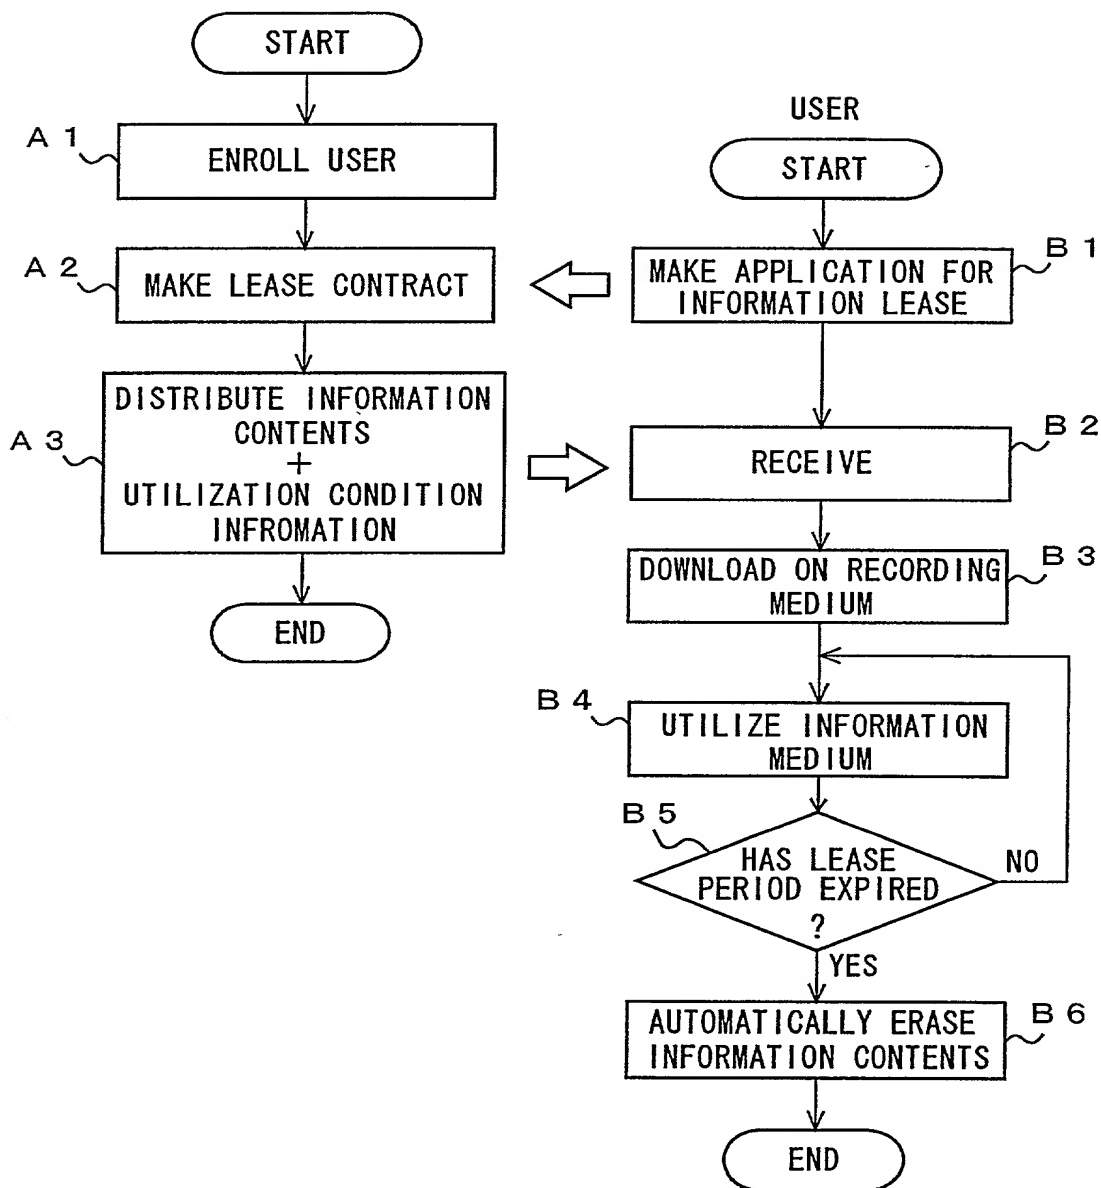 START
A 1
ENROLL USER
A 2
MAKE LEASE CONTRACT
A 3
DISTRIBUTE INFORMATION
CONTENTS
+
UTILIZATION CONDITION
INFROMATION
END
USER
START
B 1
MAKE APPLICATION FOR
INFORMATION LEASE
B 2
RECEIVE
B 3
DOWNLOAD ON RECORDING
MEDIUM
B 4
UTILIZE INFORMATION
MEDIUM
B 5
HAS LEASE
PERIOD EXPIRED
?
NO
YES
B 6
AUTOMATICALLY ERASE
INFORMATION CONTENTS
END